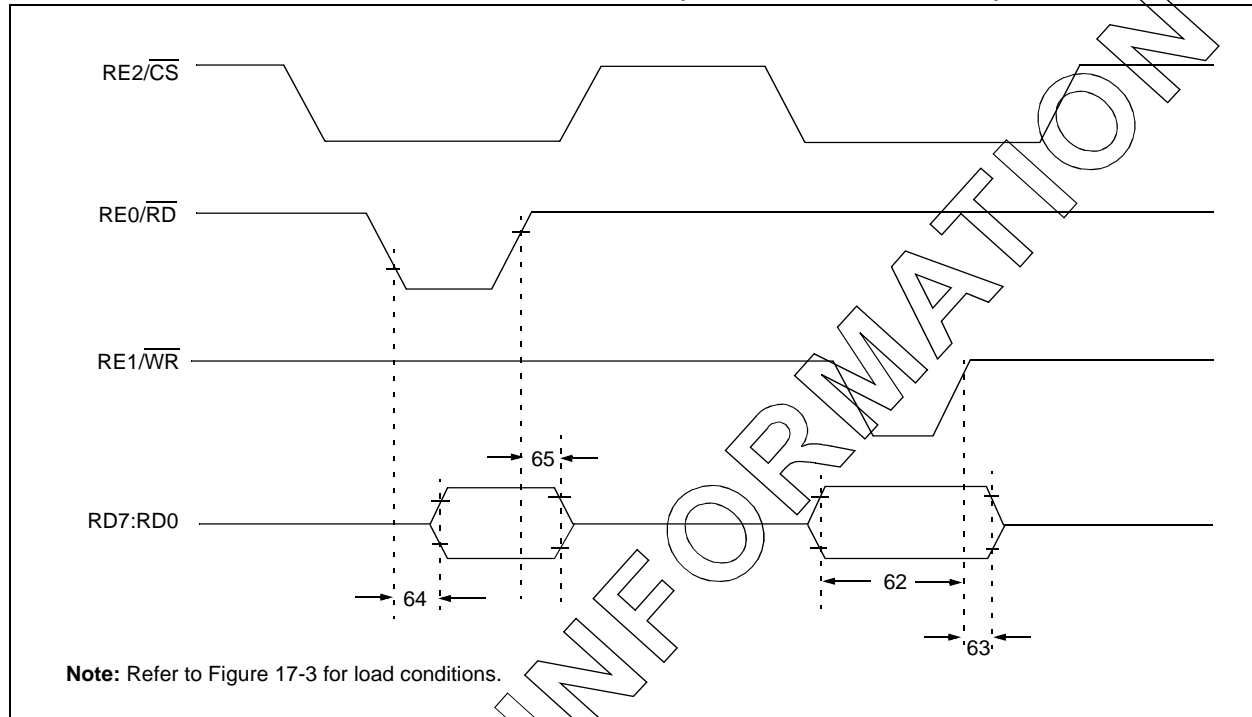 RE2/CS
RE0/RD
RE1/WR
65
RD7:RD0
62
64
63
Note: Refer to Figure 17-3 for load conditions.
INFORMATION